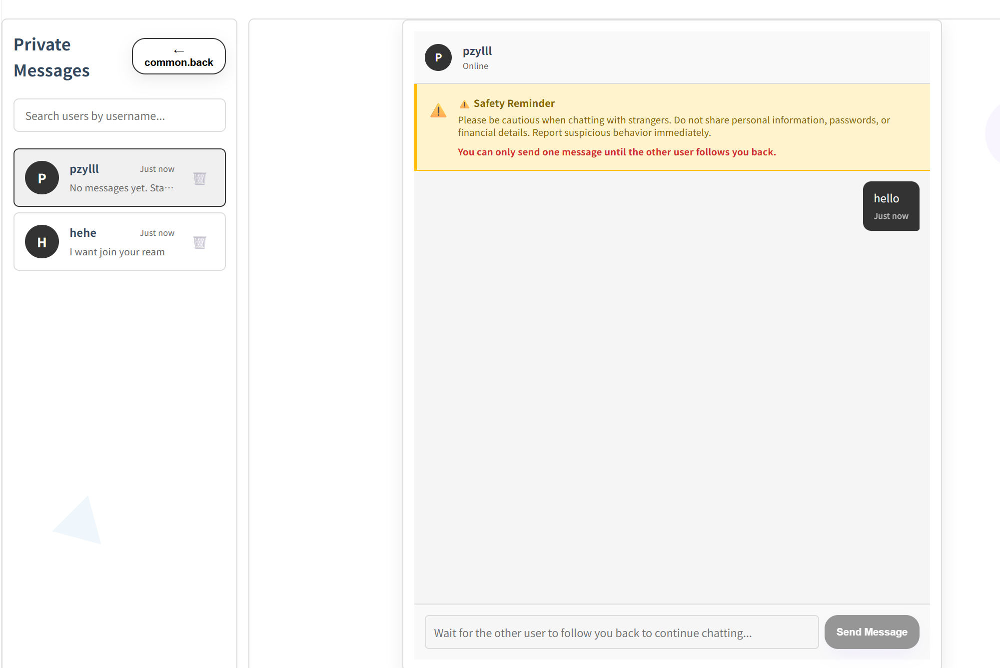 Private
Messages
←
common.back
Search users by username...
P
pzylll
Just now
No messages yet. Sta...
H
hehe
Just now
I want join your ream
P
pzylll
Online
Safety Reminder
Please be cautious when chatting with strangers. Do not share personal information, passwords, or
financial details. Report suspicious behavior immediately.
You can only send one message until the other user follows you back.
hello
Just now
Wait for the other user to follow you back to continue chatting...
Send Message